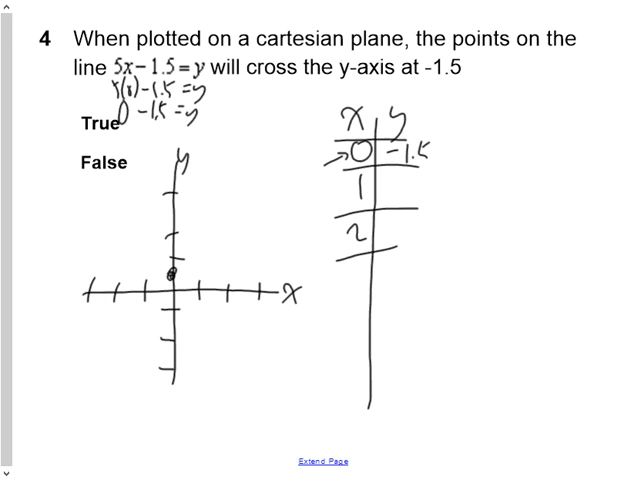 4 When plotted on a cartesian plane, the points on the
line 5x − 1.5 = y will cross the y-axis at -1.5
5(0) − 1.5 = y
0 − 1.5 = y
True
False
y
x
x y
→ 0 −1.5
1
2
Extend Page